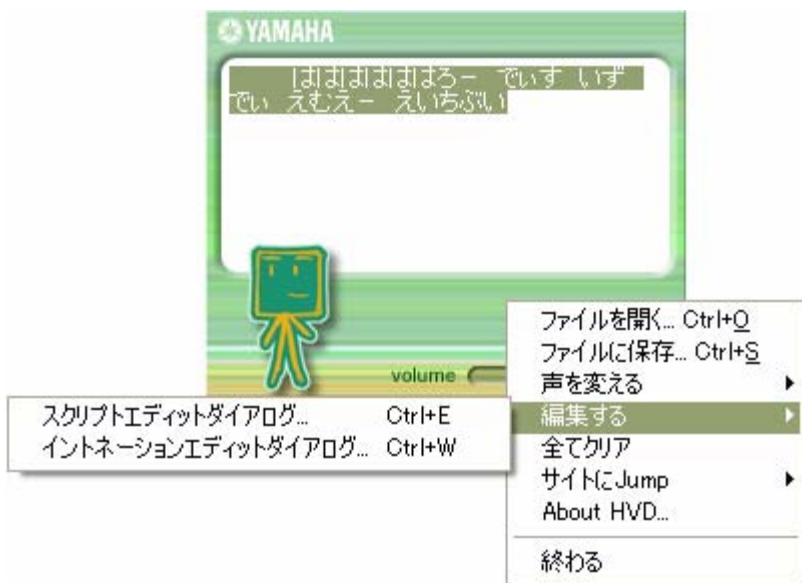 YAMAHA
はははははまろー でぃす いず
でい えむえー えいちぶい
volume
ファイルを開く... Ctrl+O
ファイルに保存... Ctrl+S
声を変える
編集する
全てクリア
サイトにJump
About HVD...
終わる
スクリプトエディットダイアログ... Ctrl+E
イントネーションエディットダイアログ... Ctrl+W